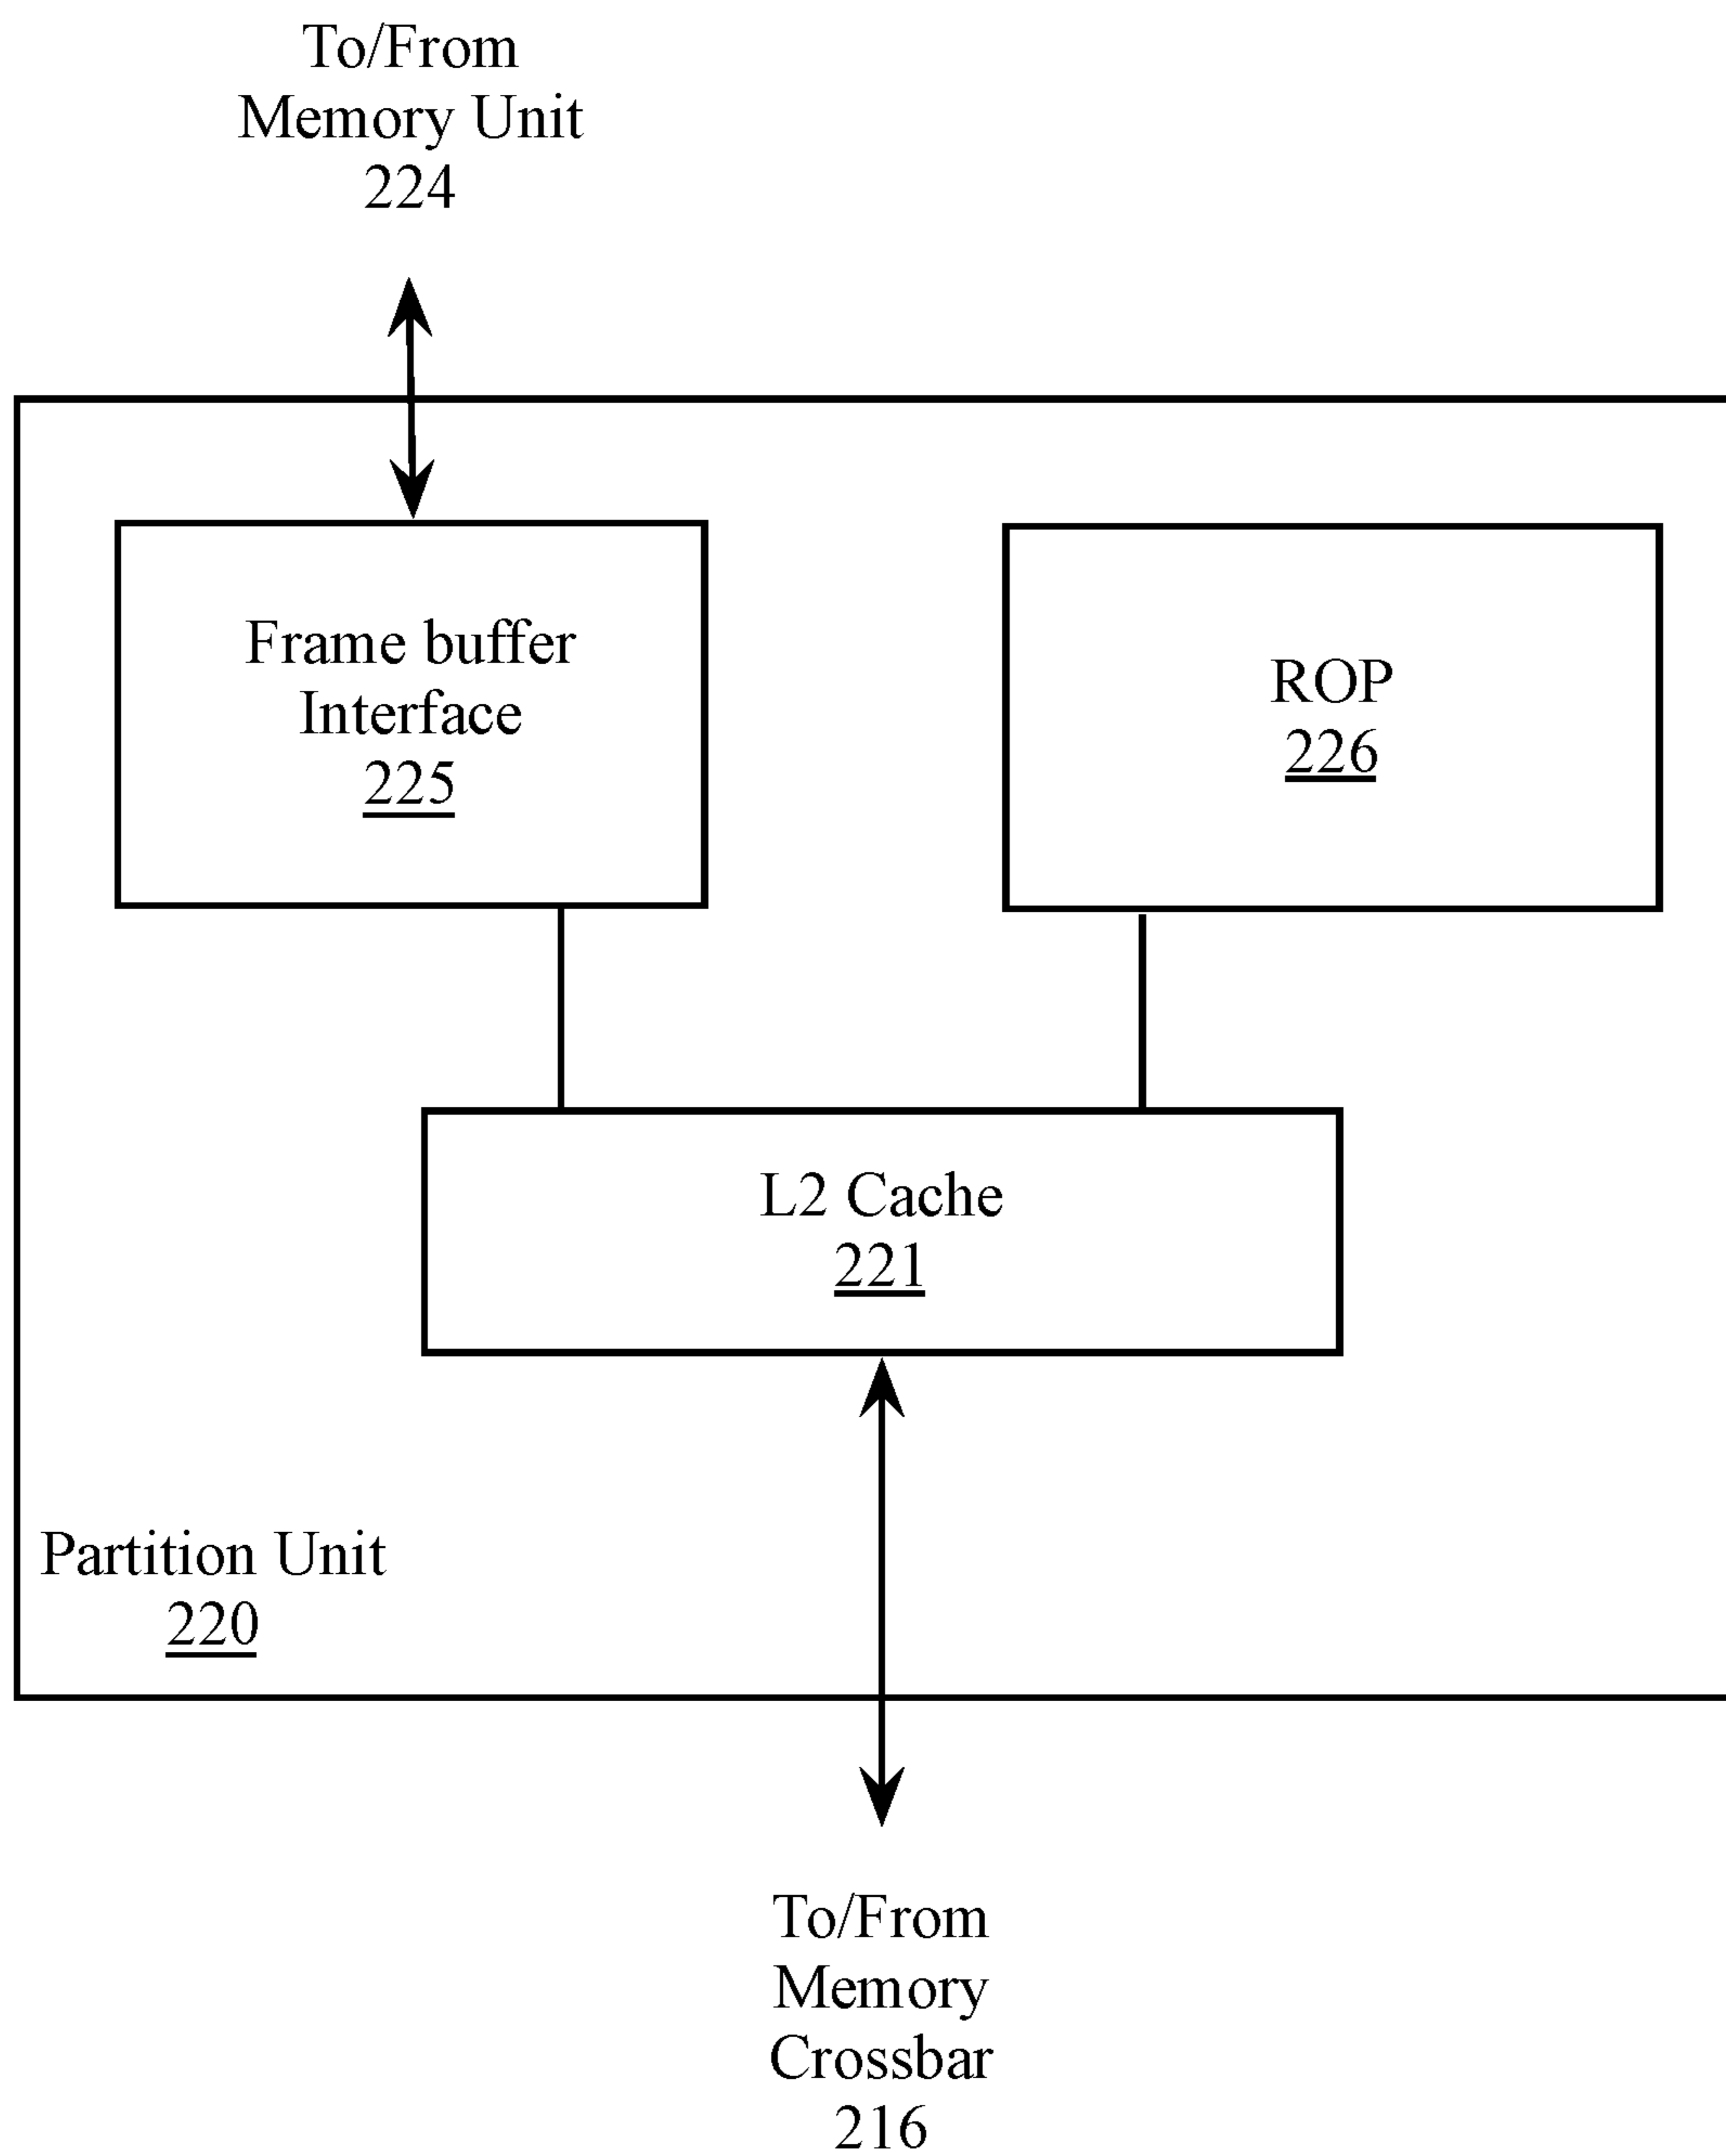 To/From
Memory Unit
224
Frame buffer
Interface
225
ROP
226
L2 Cache
221
Partition Unit
220
To/From
Memory
Crossbar
216